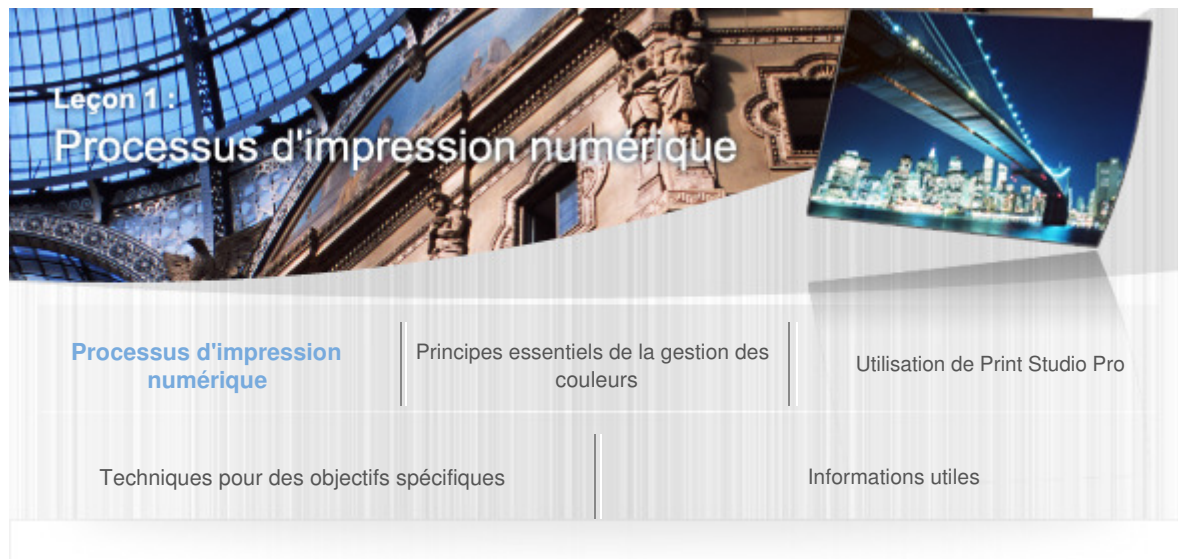 Leçon 1 :
Processus d'impression numérique
Processus d'impression
numérique
Principes essentiels de la gestion des
couleurs
Utilisation de Print Studio Pro
Techniques pour des objectifs spécifiques
Informations utiles